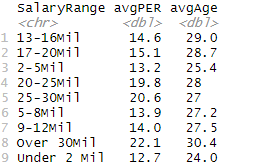 SalaryRange avgPER avgAge
<chr> <dbl> <dbl>
1 13-16Mil 14.6 29.0
2 17-20Mil 15.1 28.7
3 2-5Mil 13.2 25.4
4 20-25Mil 19.8 28
5 25-30Mil 20.6 27
6 5-8Mil 13.9 27.2
7 9-12Mil 14.0 27.5
8 Over 30Mil 22.1 30.4
9 Under 2 Mil 12.7 24.0